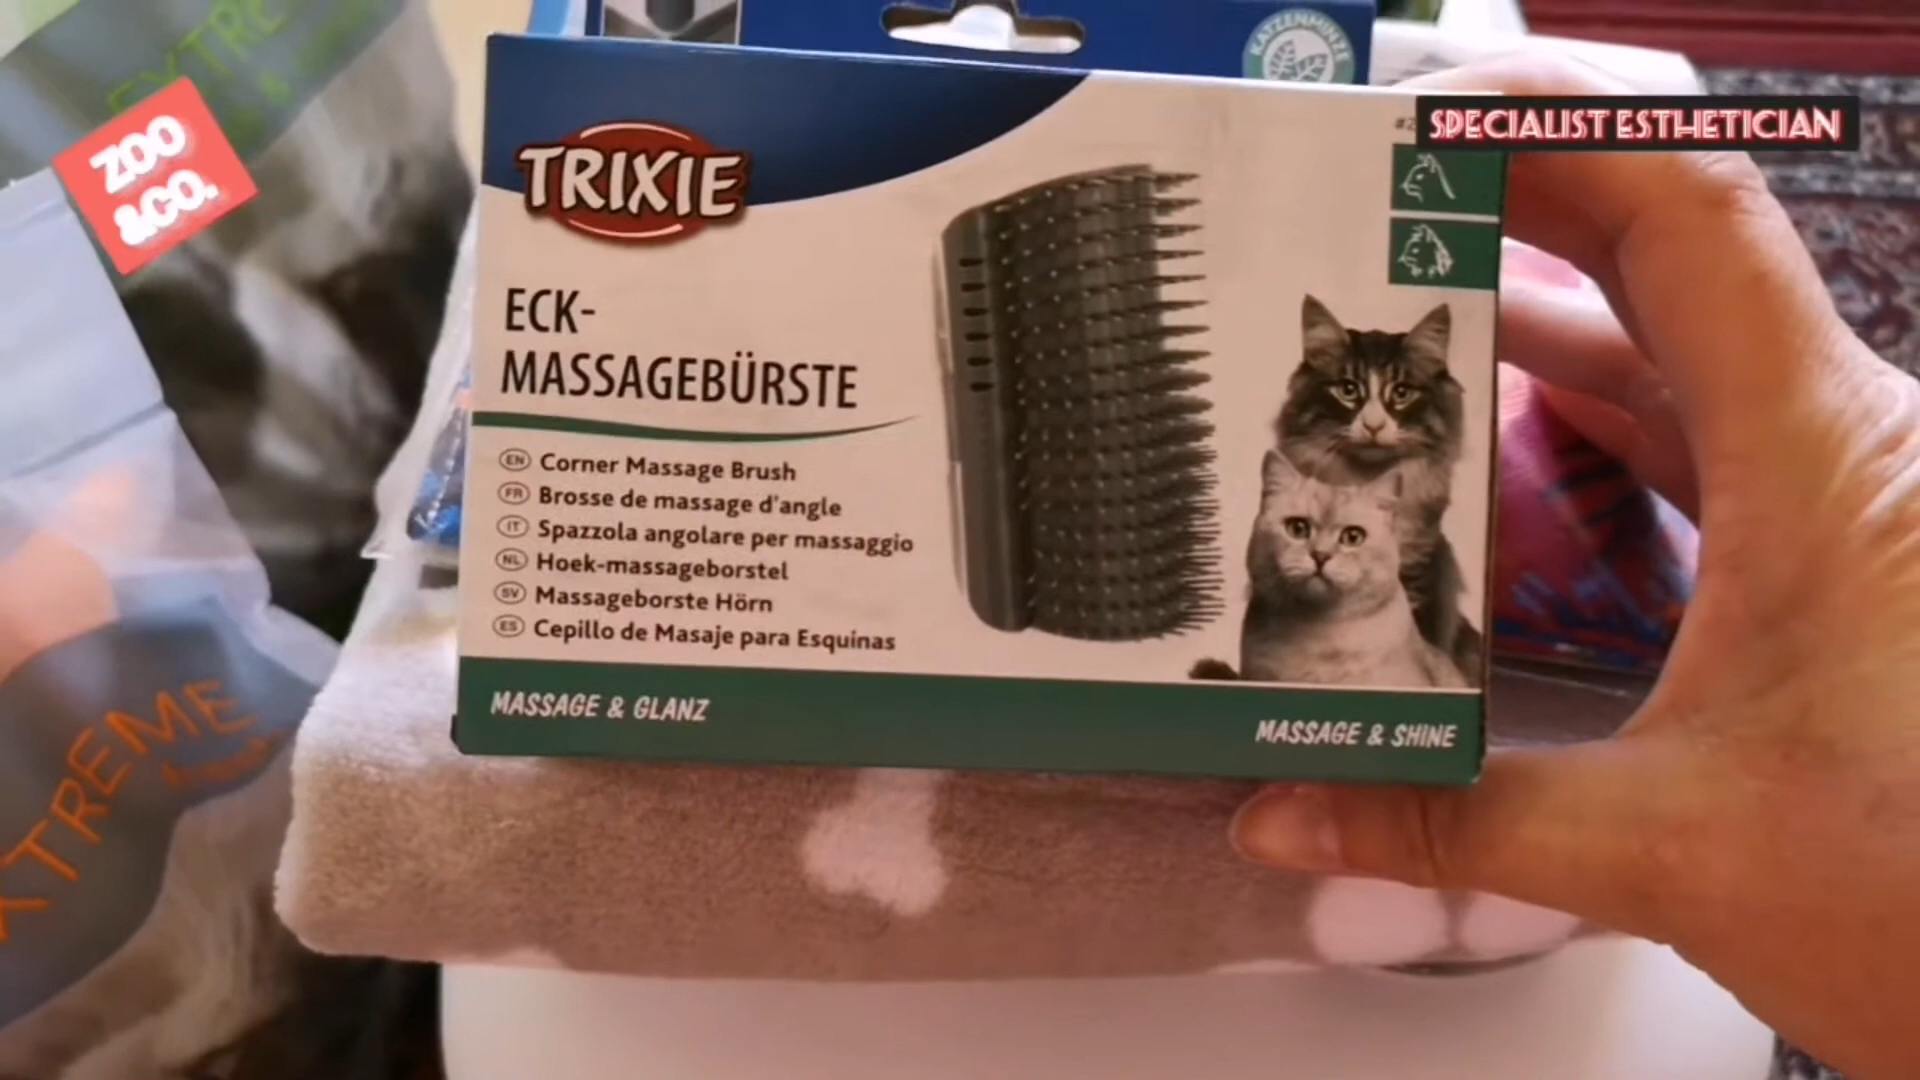 ZOO
&CO.
KATZENMINZE
SPECIALIST ESTHETICIAN
TRIXIE
ECK-
MASSAGEBÜRSTE
EN Corner Massage Brush
FR Brosse de massage d'angle
IT Spazzola angolare per massaggio
NL Hoek-massageborstel
SV Massageborste Hörn
ES Cepillo de Masaje para Esquinas
MASSAGE & GLANZ
MASSAGE & SHINE
XTREME